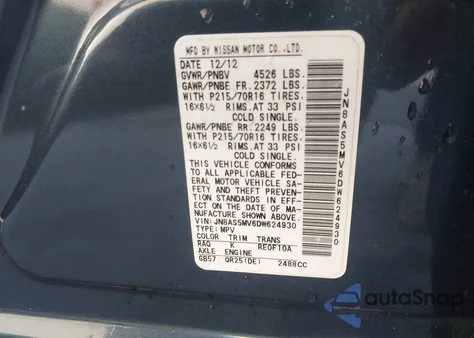 MFD BY NISSAN MOTOR CO.,LTD.
DATE 12/12
GVWR/PNBV 4526 LBS.
GAWR/PNBE FR. 2372 LBS.
WITH P215/70R16 TIRES.
16X6½ RIMS. AT 33 PSI
COLD SINGLE.
GAWR/PNBE RR. 2249 LBS.
WITH P215/70R16 TIRES.
16X6½ RIMS. AT 33 PSI
COLD SINGLE.
THIS VEHICLE CONFORMS
TO ALL APPLICABLE FED-
ERAL MOTOR VEHICLE SA-
FETY AND THEFT PREVEN-
TION STANDARDS IN EFF-
ECT ON THE DATE OF MA-
NUFACTURE SHOWN ABOVE
VIN: JN8AS5MV6DW624930
TYPE: MPV
COLOR TRIM TRANS
RAQ K RE0F10A
AXLE ENGINE
GB57 QR25(DE) 2488CC
JN8AS5MV6DW624930
autoSnap